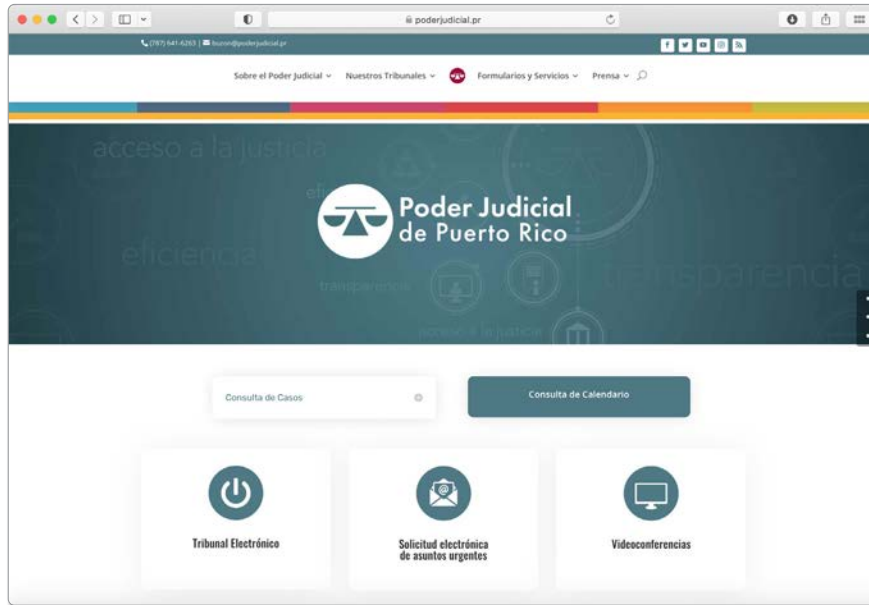 poderjudicial.pr
(787) 641-6263 | buzon@poderjudicial.pr
Sobre el Poder Judicial Nuestros Tribunales Formularios y Servicios Prensa
acceso a la justicia
Poder Judicial
de Puerto Rico
eficiencia
transparencia
transparencia
acceso a la justicia
Consulta de Casos
Consulta de Calendario
Tribunal Electrónico
Solicitud electrónica
de asuntos urgentes
Videoconferencias